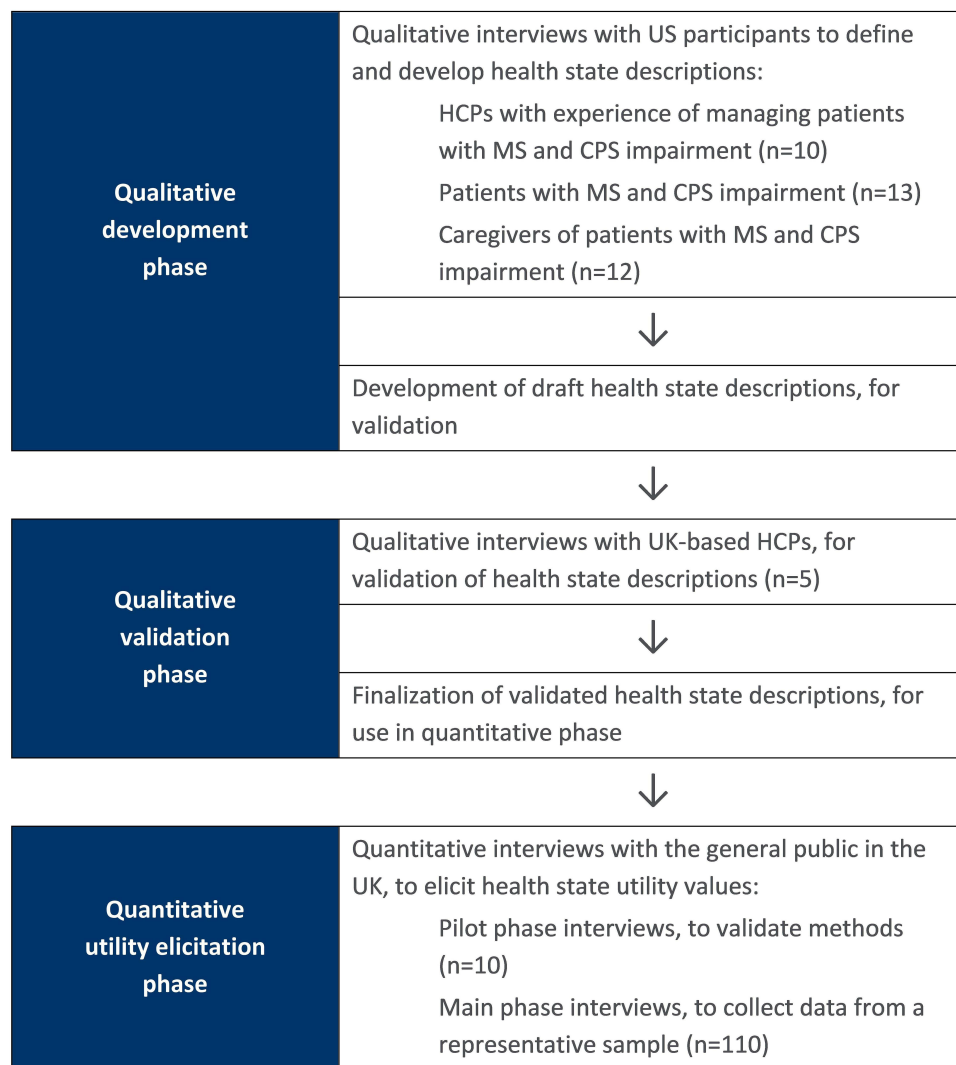 Qualitative
development
phase
Qualitative interviews with US participants to define
and develop health state descriptions:
HCPs with experience of managing patients
with MS and CPS impairment (n=10)
Patients with MS and CPS impairment (n=13)
Caregivers of patients with MS and CPS
impairment (n=12)
Development of draft health state descriptions, for
validation
Qualitative
validation
phase
Qualitative interviews with UK-based HCPs, for
validation of health state descriptions (n=5)
Finalization of validated health state descriptions, for
use in quantitative phase
Quantitative
utility elicitation
phase
Quantitative interviews with the general public in the
UK, to elicit health state utility values:
Pilot phase interviews, to validate methods
(n=10)
Main phase interviews, to collect data from a
representative sample (n=110)